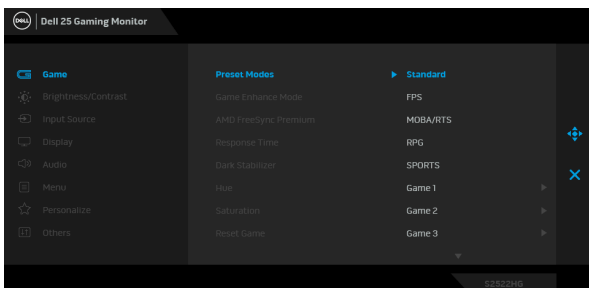 DELL Dell 25 Gaming Monitor
Game Preset Modes Standard
Brightness/Contrast Game Enhance Mode FPS
Input Source AMD FreeSync Premium MOBA/RTS
Display Response Time RPG
Audio Dark Stabilizer SPORTS
Menu Hue Game 1
Personalize Saturation Game 2
Others Reset Game Game 3
S2522HG